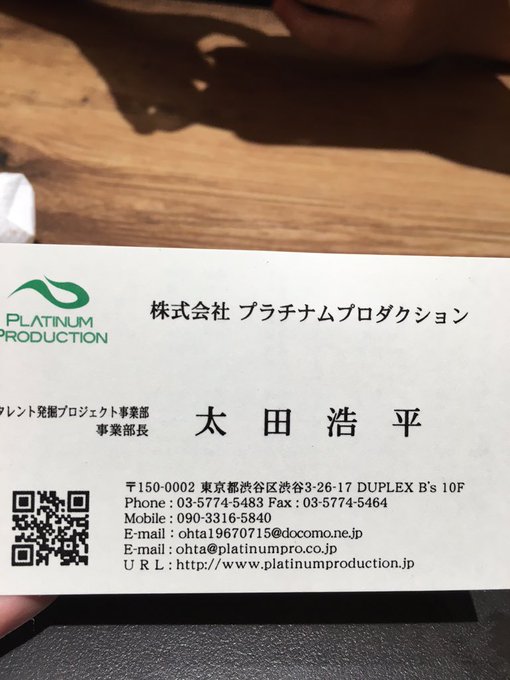 PLATINUM
PRODUCTION
株式会社 プラチナムプロダクション
タレント発掘プロジェクト事業部
事業部長
太田浩平
〒150-0002 東京都渋谷区渋谷3-26-17 DUPLEX B's 10F
Phone : 03-5774-5483 Fax : 03-5774-5464
Mobile : 090-3316-5840
E-mail : ohta19670715@docomo.ne.jp
E-mail : ohta@platinumpro.co.jp
U R L : http://www.platinumproduction.jp